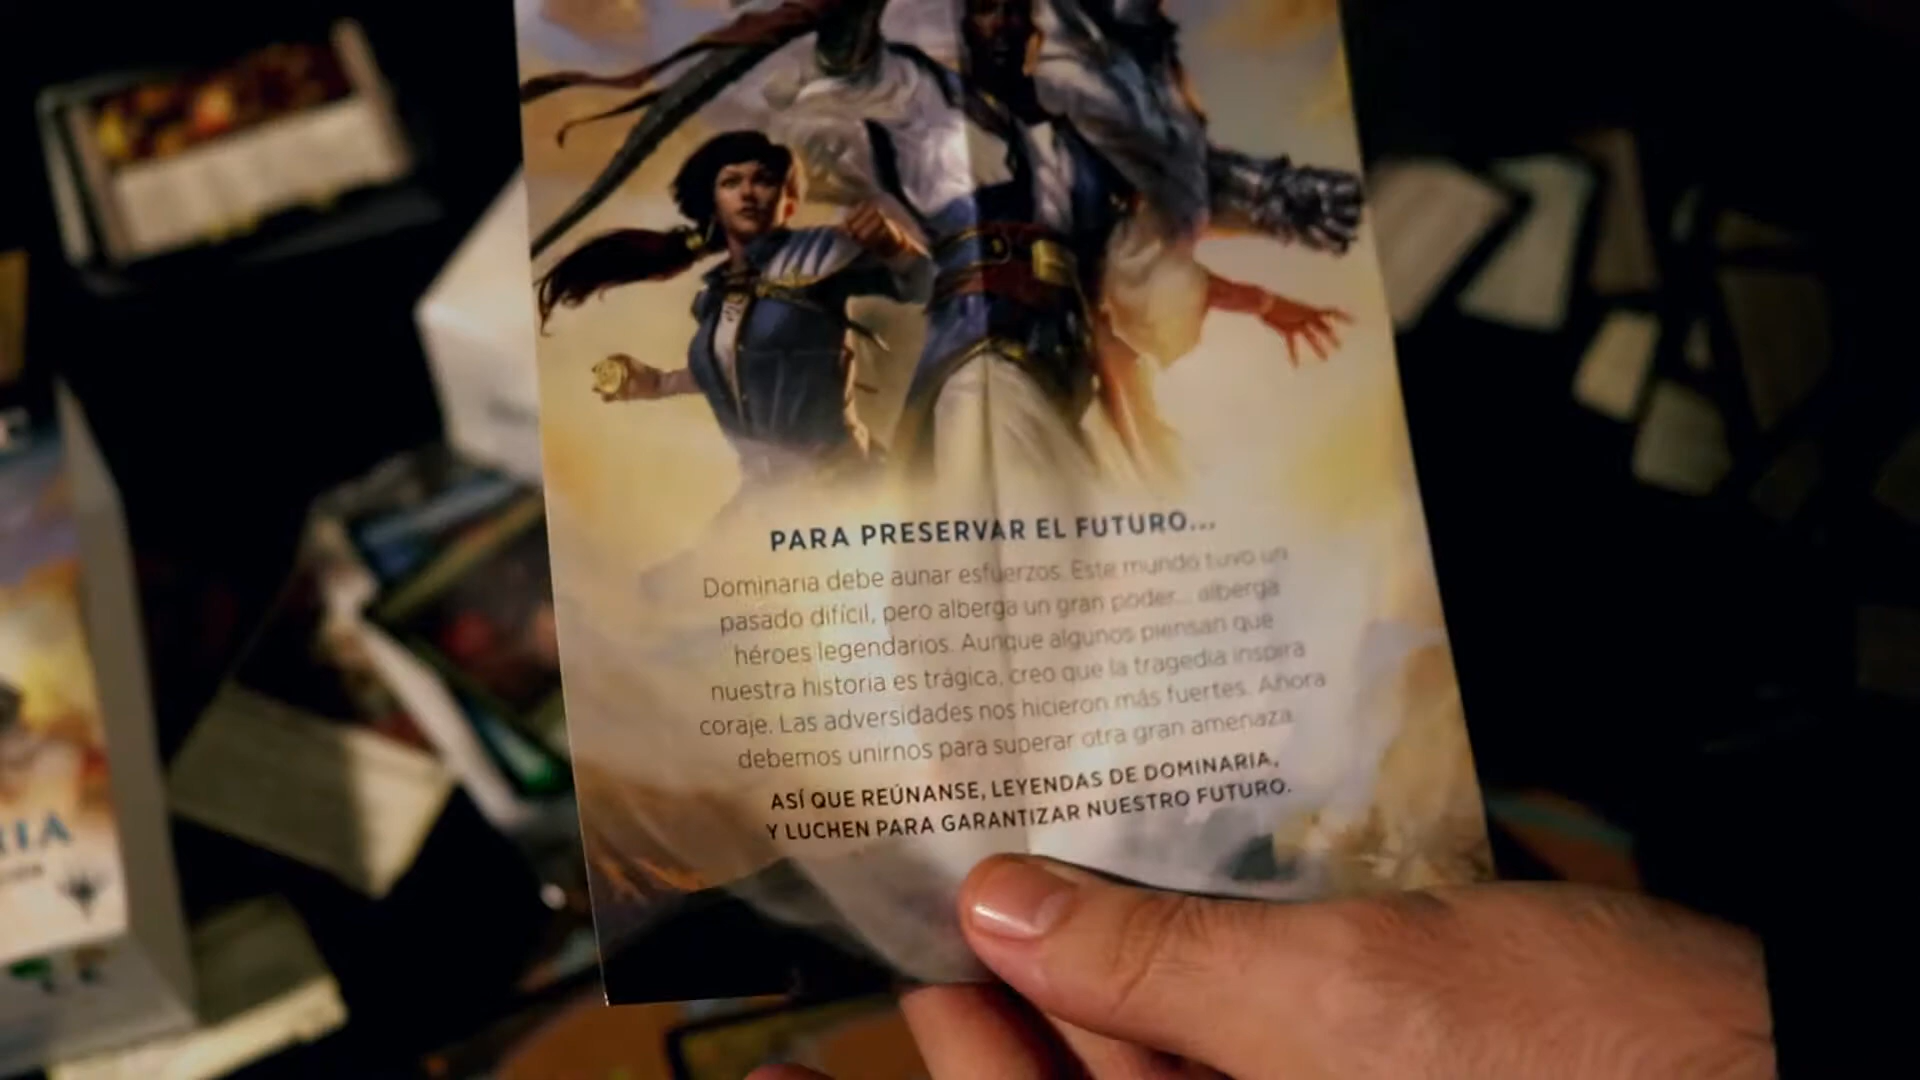 PARA PRESERVAR EL FUTURO...
Dominaria debe aunar esfuerzos. Este mundo tuvo un
pasado difícil, pero alberga un gran poder... alberga
héroes legendarios. Aunque algunos piensan que
nuestra historia es trágica, creo que la tragedia inspira
coraje. Las adversidades nos hicieron más fuertes. Ahora
debemos unirnos para superar otra gran amenaza.
ASÍ QUE REÚNANSE, LEYENDAS DE DOMINARIA,
Y LUCHEN PARA GARANTIZAR NUESTRO FUTURO.